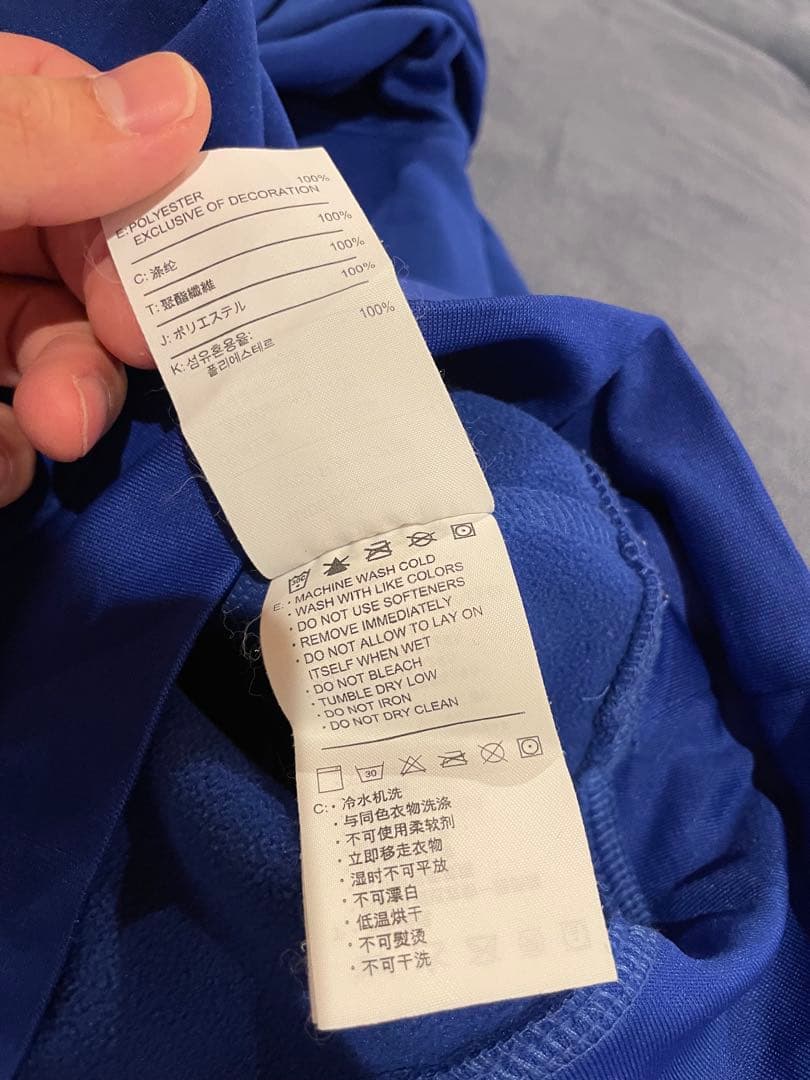 E:POLYESTER 100%
EXCLUSIVE OF DECORATION
C:涤纶 100%
T:聚酯纖維 100%
J:ポリエステル 100%
K:섬유혼용율: 100%
폴리에스테르
30C
E: · MACHINE WASH COLD
· WASH WITH LIKE COLORS
· DO NOT USE SOFTENERS
· REMOVE IMMEDIATELY
· DO NOT ALLOW TO LAY ON
ITSELF WHEN WET
· DO NOT BLEACH
· TUMBLE DRY LOW
· DO NOT IRON
· DO NOT DRY CLEAN
30
C: · 冷水机洗
· 与同色衣物洗涤
· 不可使用柔软剂
· 立即移走衣物
· 湿时不可平放
· 不可漂白
· 低温烘干
· 不可熨烫
· 不可干洗